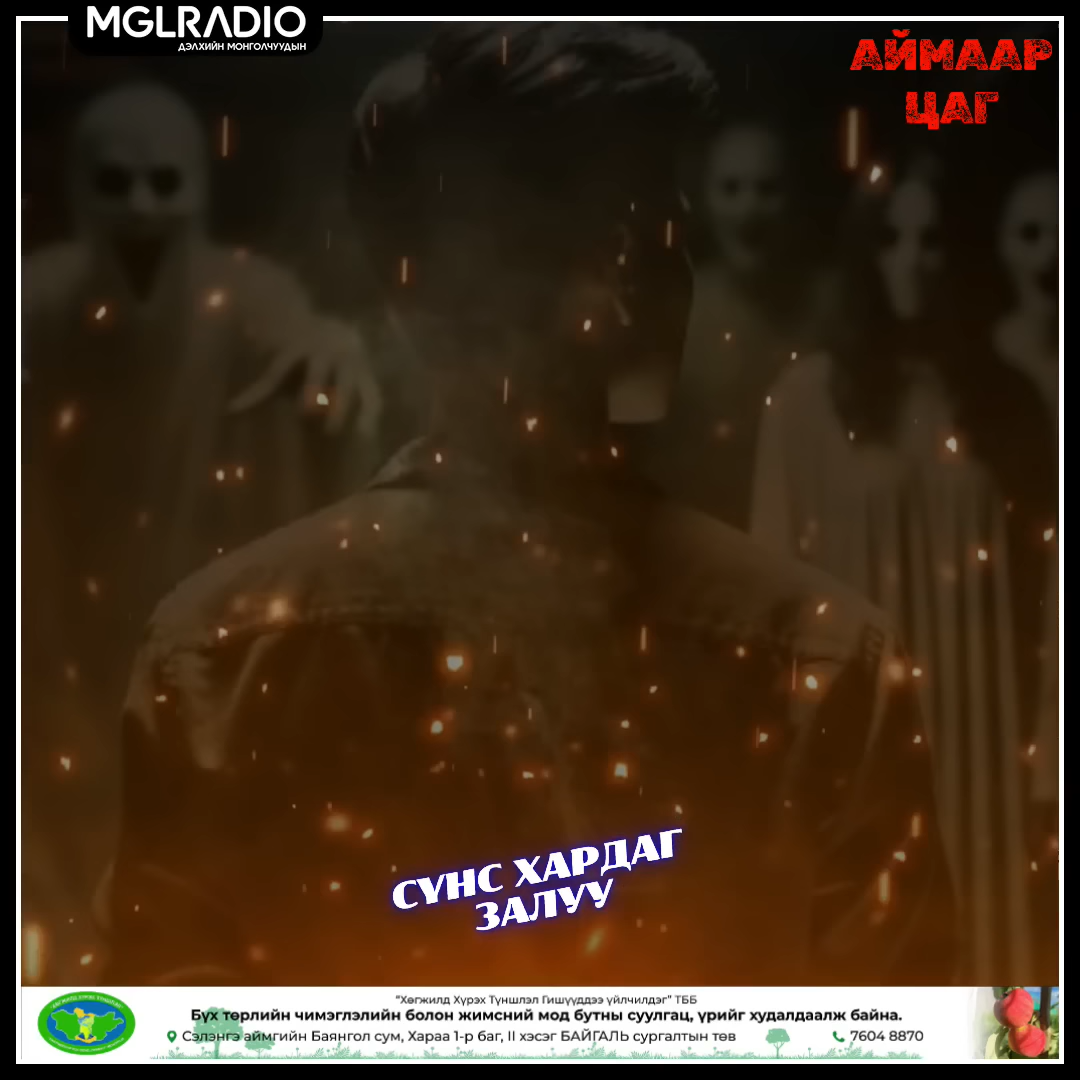 MGLRADIO
ДЭЛХИЙН МОНГОЛЧУУДЫН
АЙМААР
ЦАГ
СҮНС ХАРДАГ
ЗАЛУУ
"Хөгжилд Хүрэх Түншлэл Гишүүддээ үйлчилдэг" ТББ
Бүх төрлийн чимэглэлийн болон жимсний мод бутны суулгац, үрийг худалдаалж байна.
Сэлэнгэ аймгийн Баянгол сум, Хараа 1-р баг, II хэсэг БАЙГАЛЬ сургалтын төв 7604 8870